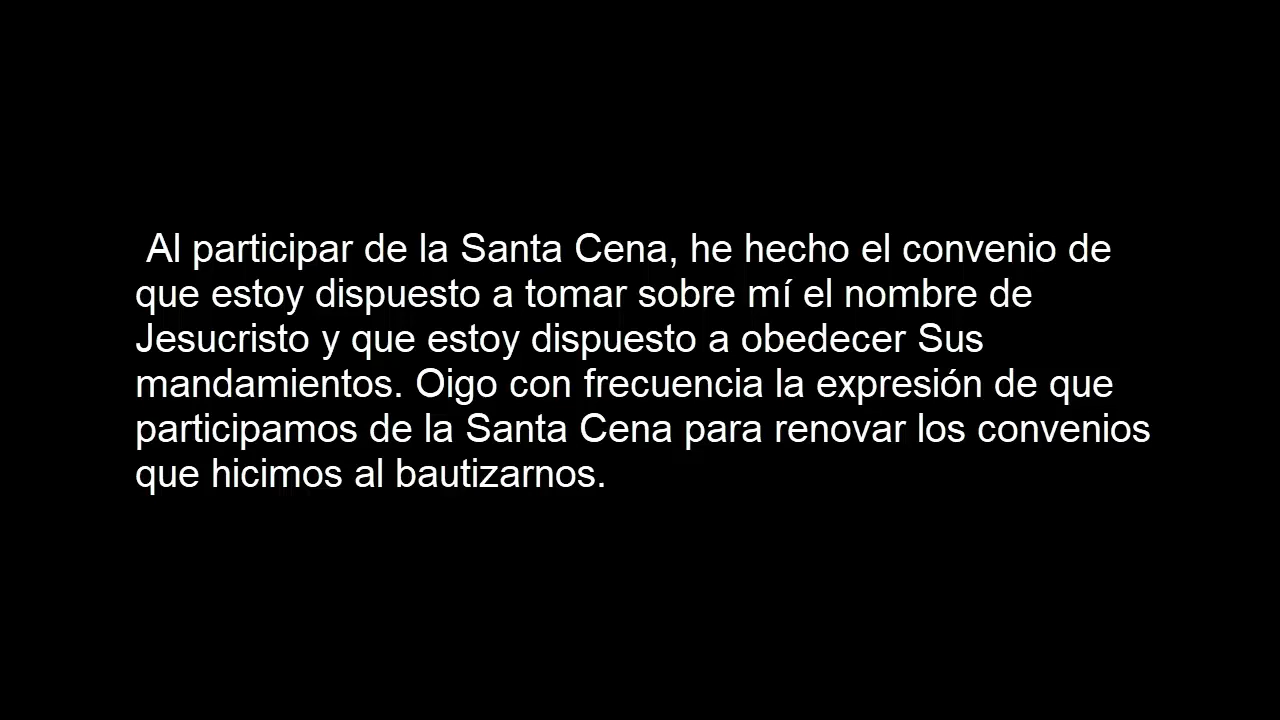 Al participar de la Santa Cena, he hecho el convenio de
que estoy dispuesto a tomar sobre mí el nombre de
Jesucristo y que estoy dispuesto a obedecer Sus
mandamientos. Oigo con frecuencia la expresión de que
participamos de la Santa Cena para renovar los convenios
que hicimos al bautizarnos.